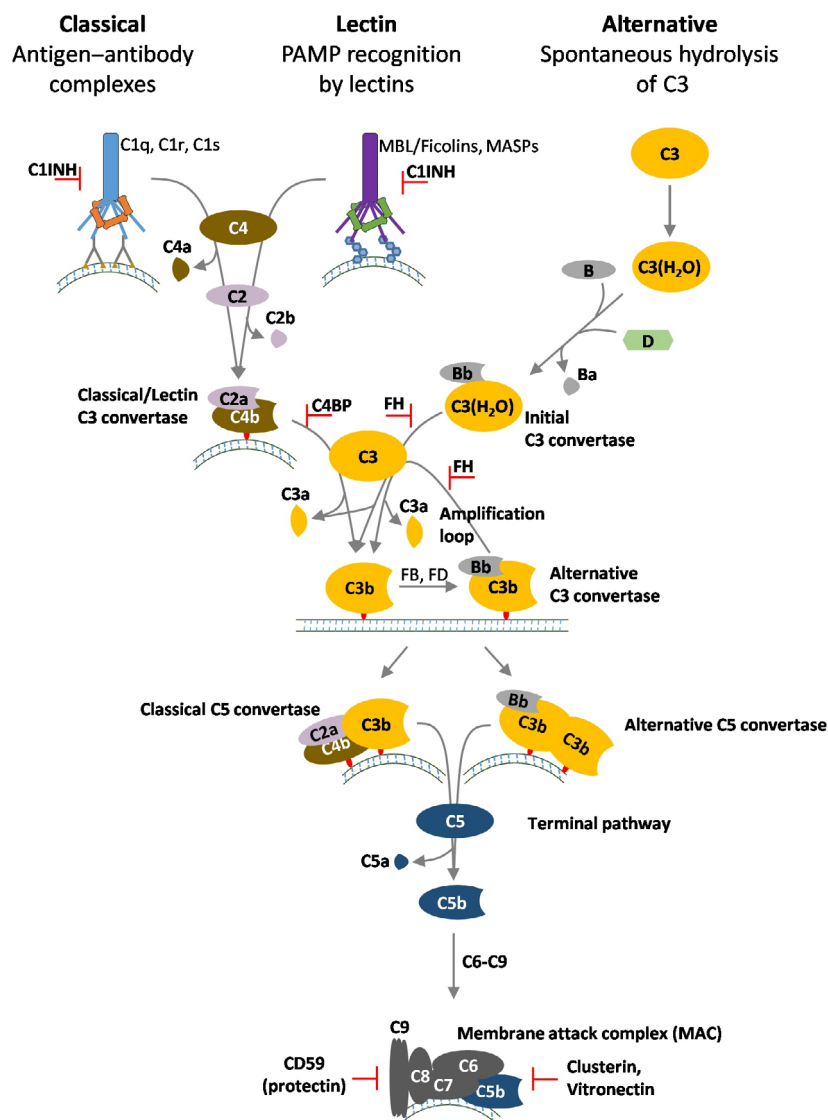 Classical
Antigen–antibody
complexes
Lectin
PAMP recognition
by lectins
Alternative
Spontaneous hydrolysis
of C3
C1q, C1r, C1s
C1INH
MBL/Ficolins, MASPs
C1INH
C3
C4
C4a
C3(H₂O)
B
C2
C2b
D
Ba
Classical/Lectin
C3 convertase
C2a
C4b
C4BP
FH
Bb
C3(H₂O)
Initial
C3 convertase
C3
FH
C3a
C3a
Amplification
loop
C3b
FB, FD
Bb
C3b
Alternative
C3 convertase
Classical C5 convertase
C2a
C4b
C3b
Bb
C3b
C3b
Alternative C5 convertase
C5
Terminal pathway
C5a
C5b
C6-C9
C9
Membrane attack complex (MAC)
CD59
(protectin)
C8
C7
C6
C5b
Clusterin,
Vitronectin